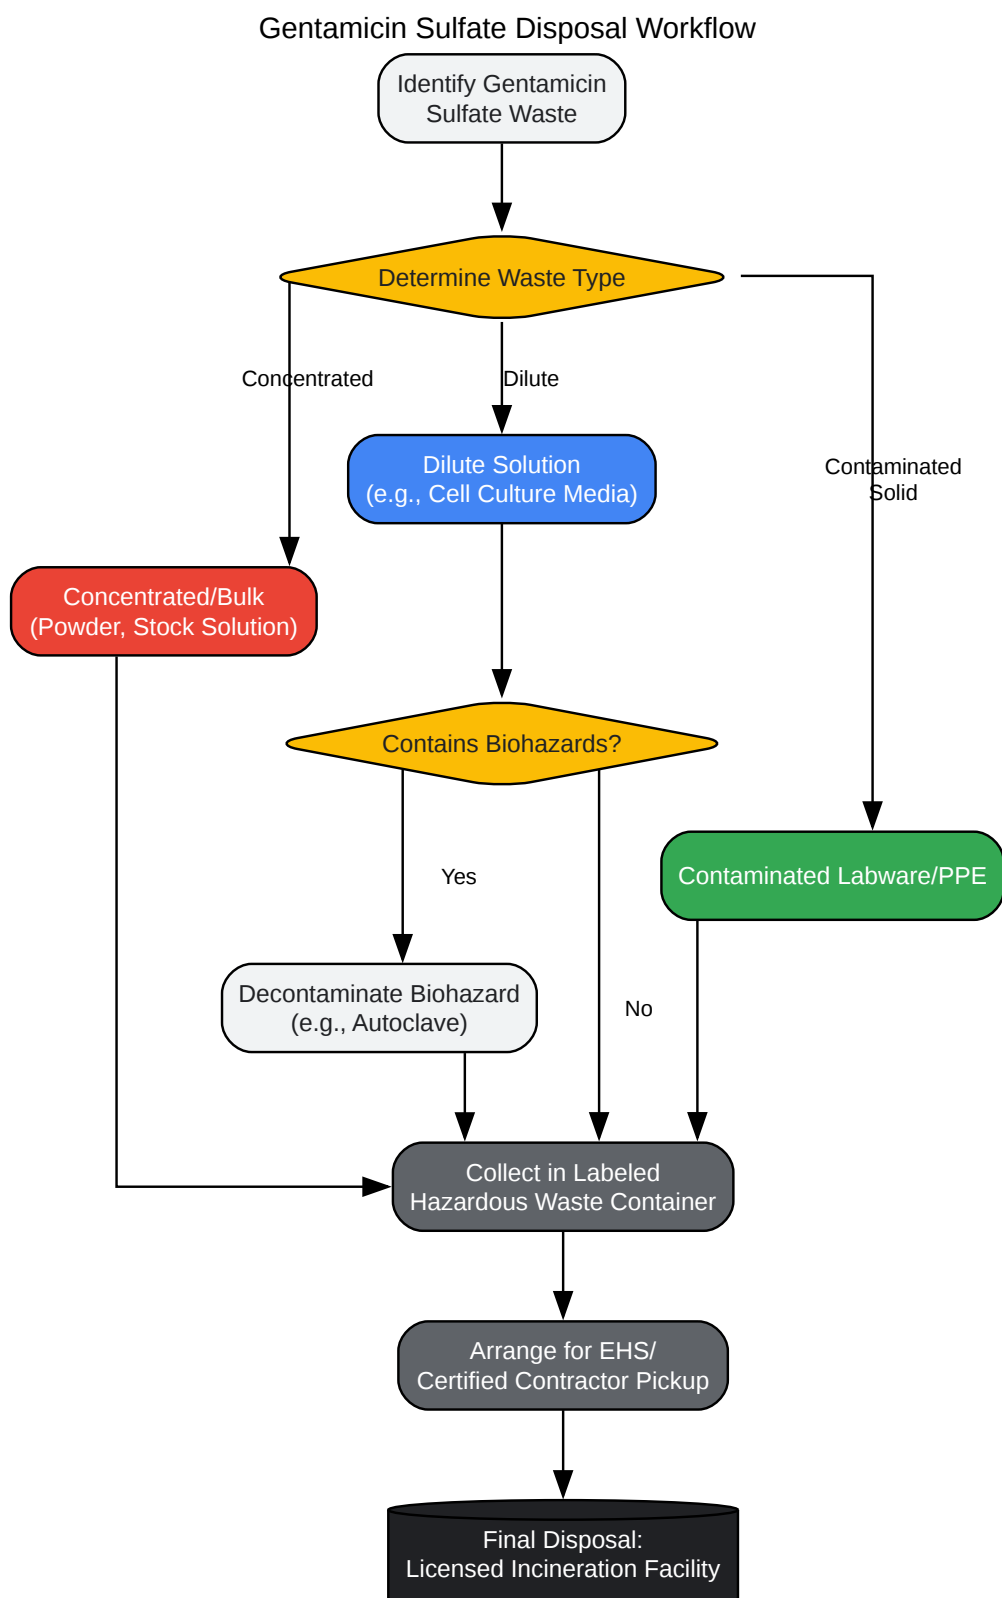 Gentamicin Sulfate Disposal Workflow
Identify Gentamicin
Sulfate Waste
Determine Waste Type
Concentrated
Dilute
Dilute Solution
(e.g., Cell Culture Media)
Contaminated
Solid
Concentrated/Bulk
(Powder, Stock Solution)
Contains Biohazards?
Yes
Contaminated Labware/PPE
Decontaminate Biohazard
(e.g., Autoclave)
No
Collect in Labeled
Hazardous Waste Container
Arrange for EHS/
Certified Contractor Pickup
Final Disposal:
Licensed Incineration Facility